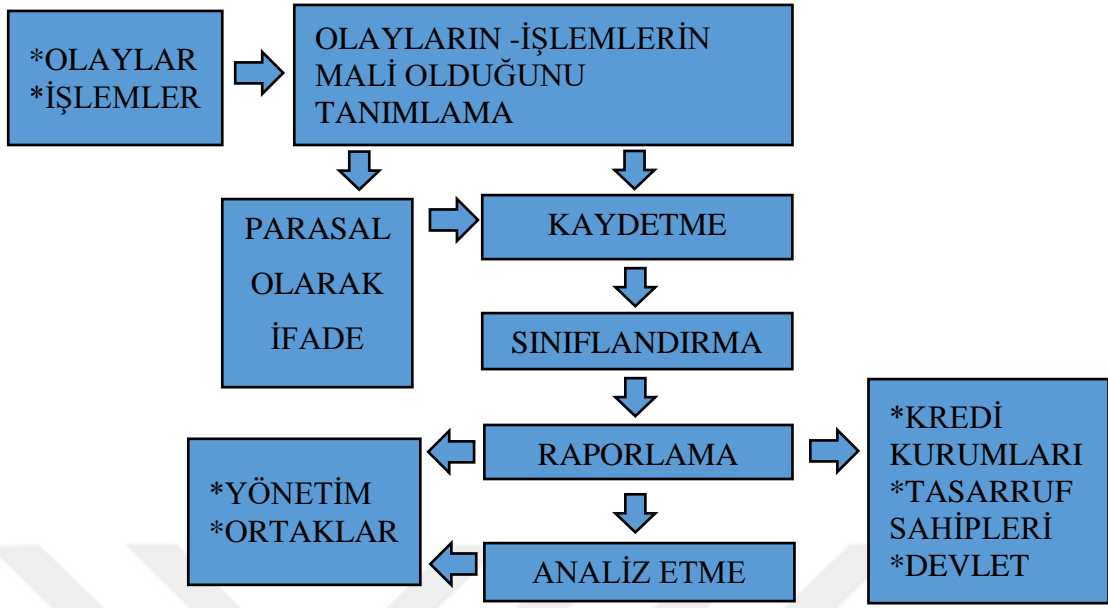 *OLAYLAR
*İŞLEMLER
OLAYLARIN -İŞLEMLERİN
MALİ OLDUĞUNU
TANIMLAMA
PARASAL
OLARAK
İFADE
KAYDETME
SINIFLANDIRMA
RAPORLAMA
*YÖNETİM
*ORTAKLAR
*KREDİ
KURUMLARI
*TASARRUF
SAHİPLERİ
*DEVLET
ANALİZ ETME